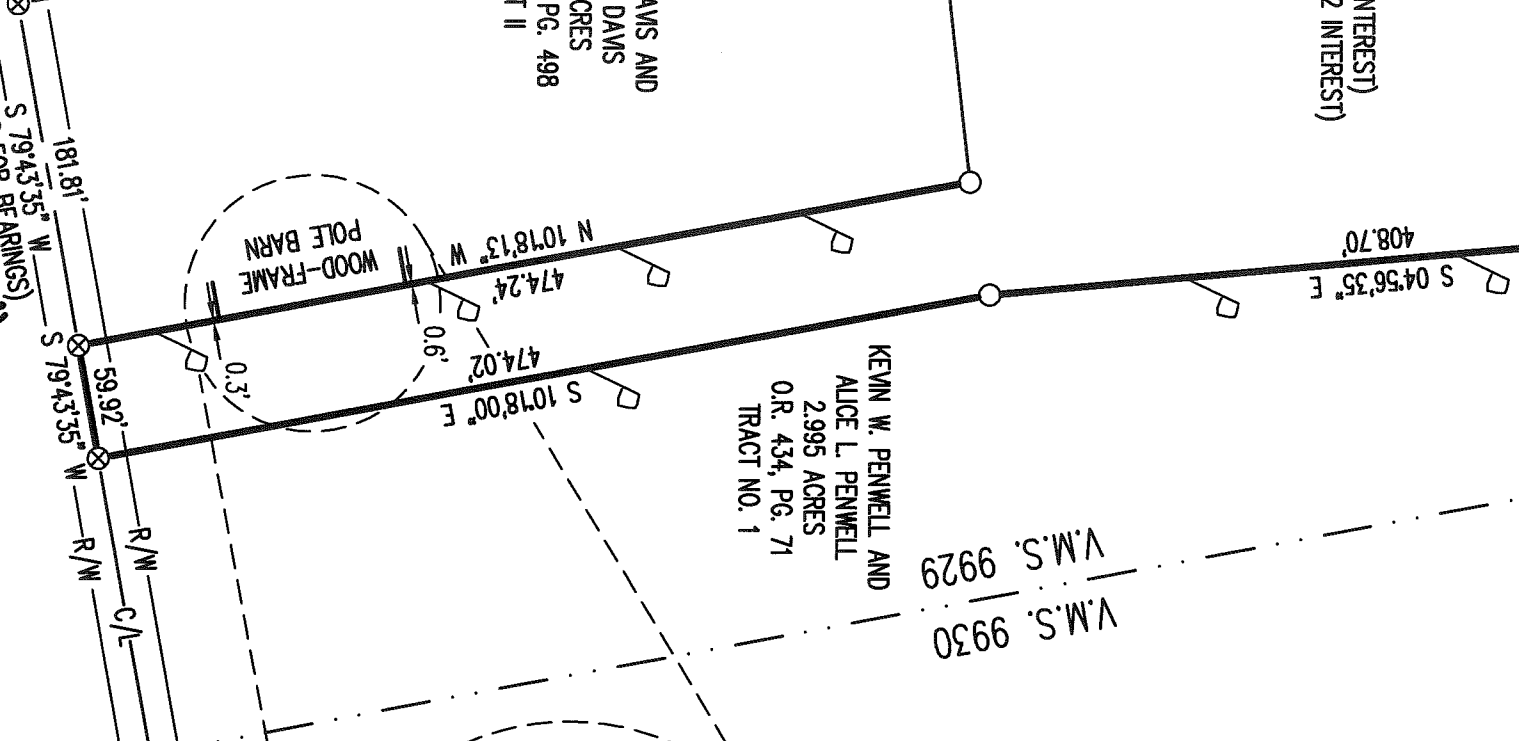 NTEREST)
2 INTEREST)
AVIS AND
DAVIS
CRES
PG. 498
T II
181.81'
S 79°43'35" W
FOR BEARINGS)
WOOD-FRAME
POLE BARN
N 10°18'13" W
474.24'
0.6'
0.3'
474.02'
S 10°18'00" E
408.70'
S 04°56'35" E
59.92'
S 79°43'35" W
R/W
R/W
C/L
KEVIN W. PENWELL AND
ALICE L. PENWELL
2.995 ACRES
O.R. 434, PG. 71
TRACT NO. 1
V.M.S. 9929
V.M.S. 9930